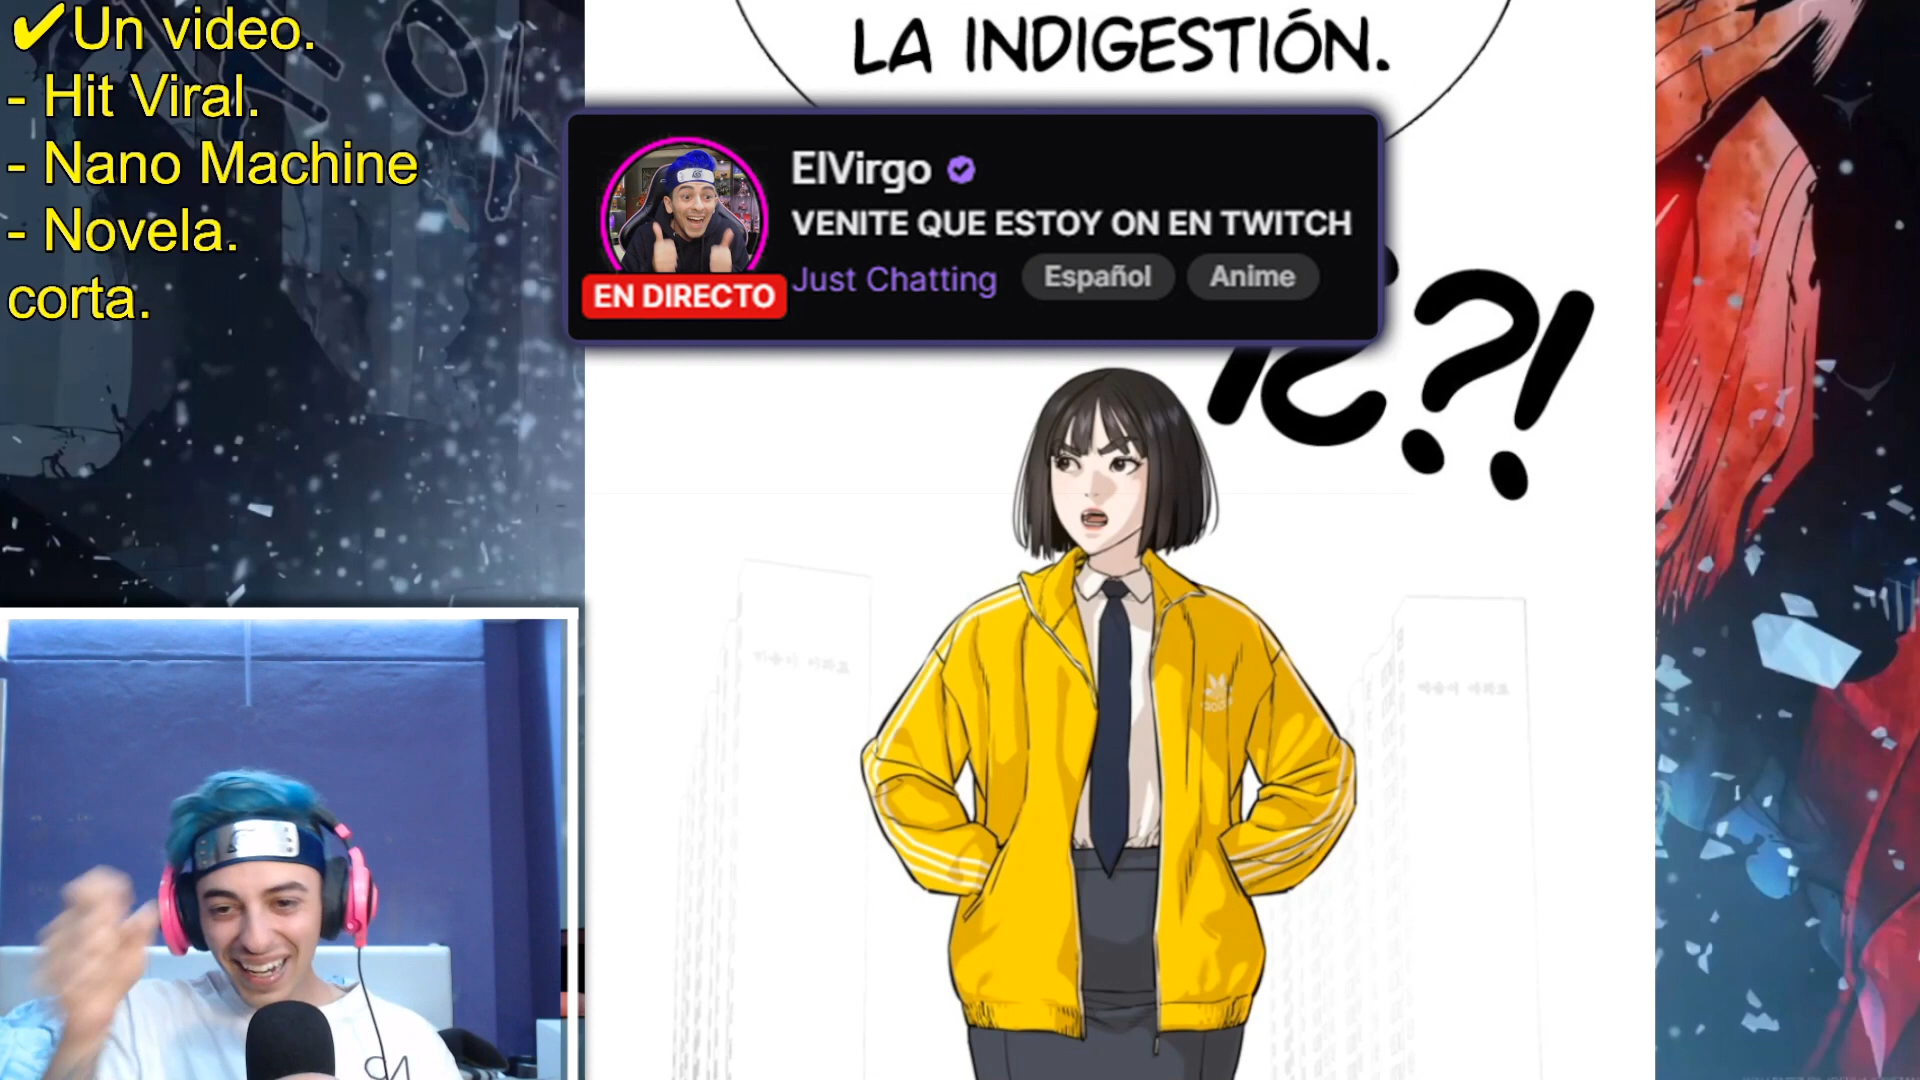 ✔Un video.
- Hit Viral.
- Nano Machine
- Novela.
corta.
LA INDIGESTIÓN.
ElVirgo
VENITE QUE ESTOY ON EN TWITCH
Just Chatting Español Anime
EN DIRECTO
¿?!